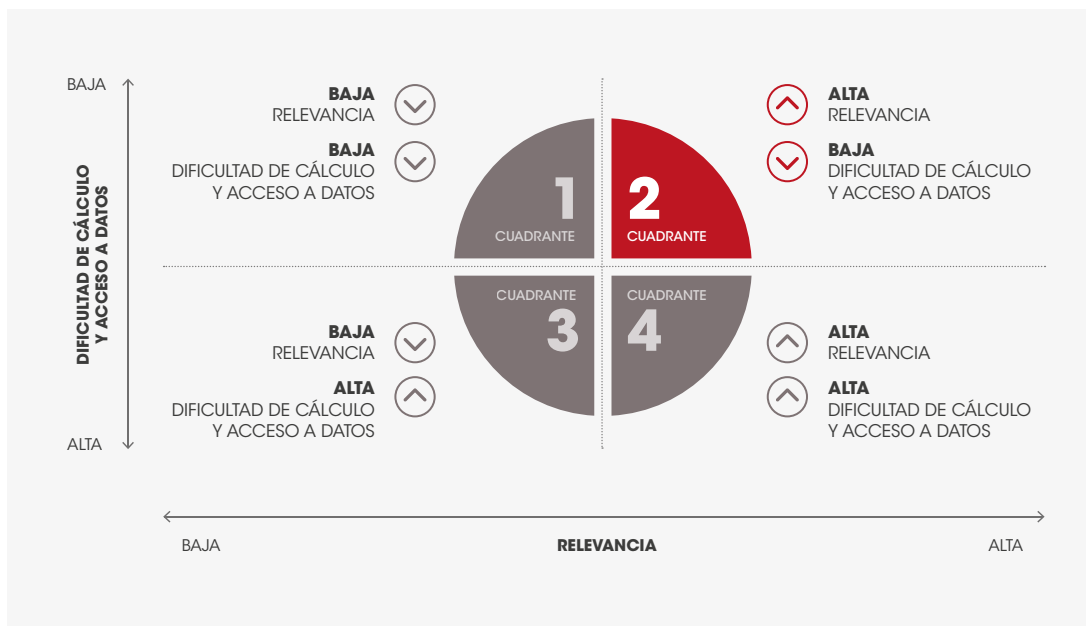 BAJA
DIFICULTAD DE CÁLCULO
Y ACCESO A DATOS
ALTA
BAJA
RELEVANCIA
BAJA
DIFICULTAD DE CÁLCULO
Y ACCESO A DATOS
1
CUADRANTE
2
CUADRANTE
ALTA
RELEVANCIA
BAJA
DIFICULTAD DE CÁLCULO
Y ACCESO A DATOS
BAJA
RELEVANCIA
ALTA
DIFICULTAD DE CÁLCULO
Y ACCESO A DATOS
CUADRANTE
3
CUADRANTE
4
ALTA
RELEVANCIA
ALTA
DIFICULTAD DE CÁLCULO
Y ACCESO A DATOS
BAJA
RELEVANCIA
ALTA